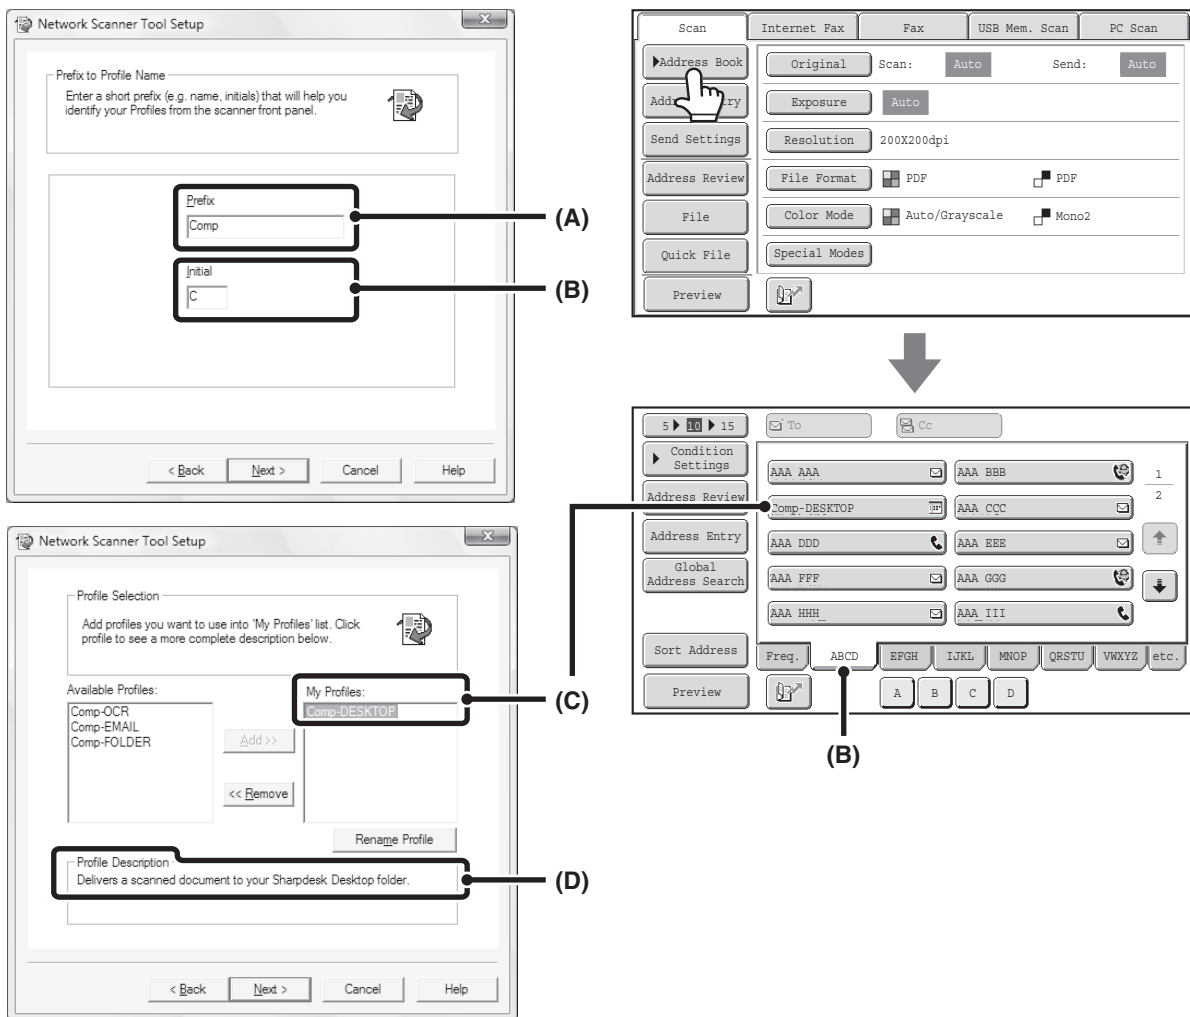 Network Scanner Tool Setup
Prefix to Profile Name
Enter a short prefix (e.g. name, initials) that will help you
identify your Profiles from the scanner front panel.
Prefix
Comp
(A)
Initial
C
(B)
< Back Next > Cancel Help
Network Scanner Tool Setup
Profile Selection
Add profiles you want to use into 'My Profiles' list. Click
profile to see a more complete description below.
Available Profiles:
Comp-OCR
Comp-EMAIL
Comp-FOLDER
Add >>
<< Remove
My Profiles:
Comp-DESKTOP
(C)
Rename Profile
Profile Description
Delivers a scanned document to your Sharpdesk Desktop folder.
(D)
< Back Next > Cancel Help
Scan Internet Fax Fax USB Mem. Scan PC Scan
Address Book
Send Settings
Address Review
File
Quick File
Preview
Original Scan: Auto Send: Auto
Exposure Auto
Resolution 200X200dpi
File Format PDF PDF
Color Mode Auto/Grayscale Mono2
Special Modes
5 10 15 To Cc
Condition
Settings
Address Review
Address Entry
Global
Address Search
Sort Address
Preview
AAA AAA AAA BBB
Comp-DESKTOP AAA CCC
AAA DDD AAA EEE
AAA FFF AAA GGG
AAA HHH AAA III
1
2
Freq. ABCD EFGH IJKL MNOP QRSTU VWXYZ etc.
A B C D
(B)